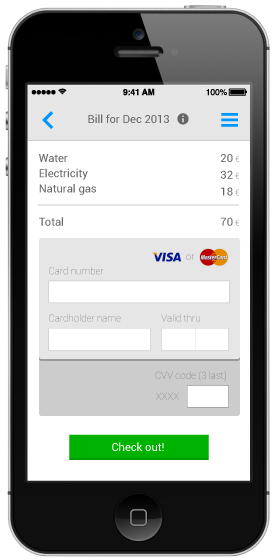 9:41 AM 100%
Bill for Dec 2013
Water 20 €
Electricity 32 €
Natural gas 18 €
Total 70 €
VISA or MasterCard
Card number
Cardholder name Valid thru
CVV code (3 last)
XXXX
Check out!